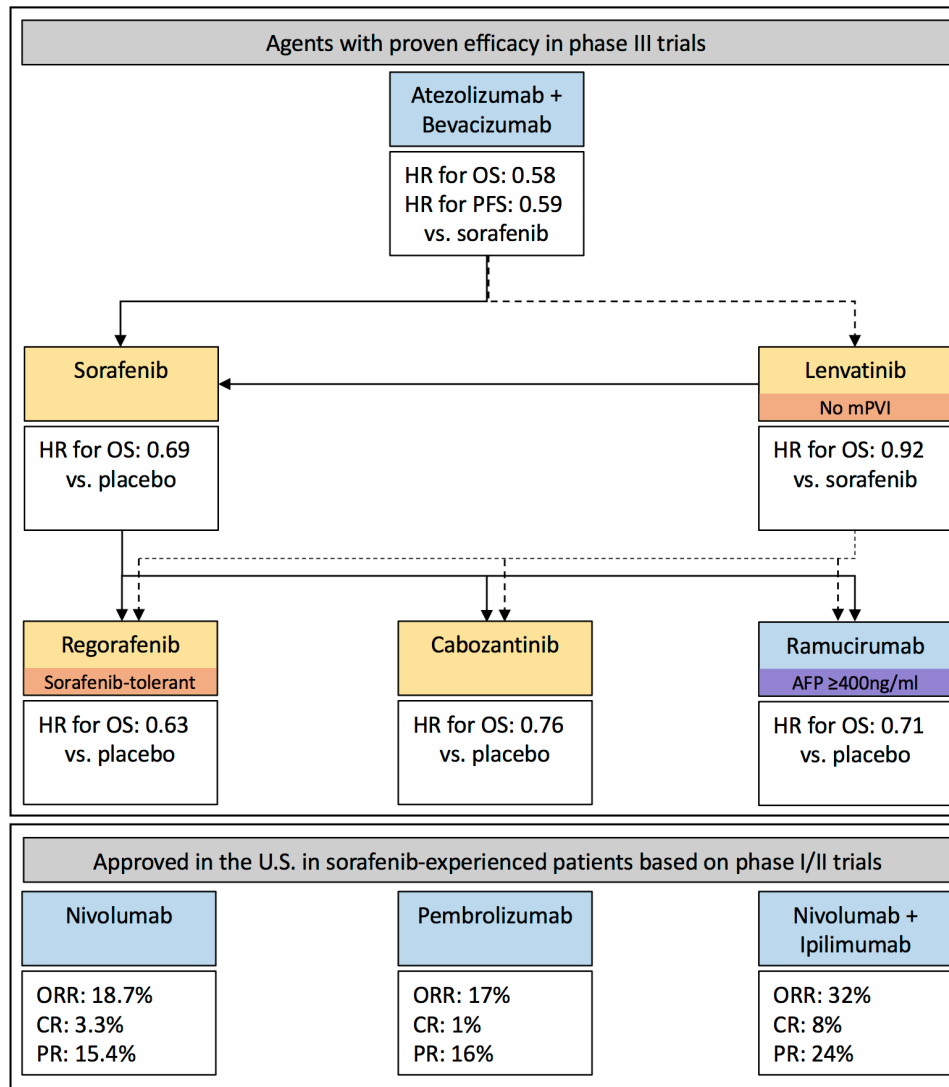 Agents with proven efficacy in phase III trials
Atezolizumab +
Bevacizumab
HR for OS: 0.58
HR for PFS: 0.59
vs. sorafenib
Sorafenib
HR for OS: 0.69
vs. placebo
Lenvatinib
No mPVI
HR for OS: 0.92
vs. sorafenib
Regorafenib
Sorafenib-tolerant
HR for OS: 0.63
vs. placebo
Cabozantinib
HR for OS: 0.76
vs. placebo
Ramucirumab
AFP ≥400ng/ml
HR for OS: 0.71
vs. placebo
Approved in the U.S. in sorafenib-experienced patients based on phase I/II trials
Nivolumab
ORR: 18.7%
CR: 3.3%
PR: 15.4%
Pembrolizumab
ORR: 17%
CR: 1%
PR: 16%
Nivolumab +
Ipilimumab
ORR: 32%
CR: 8%
PR: 24%